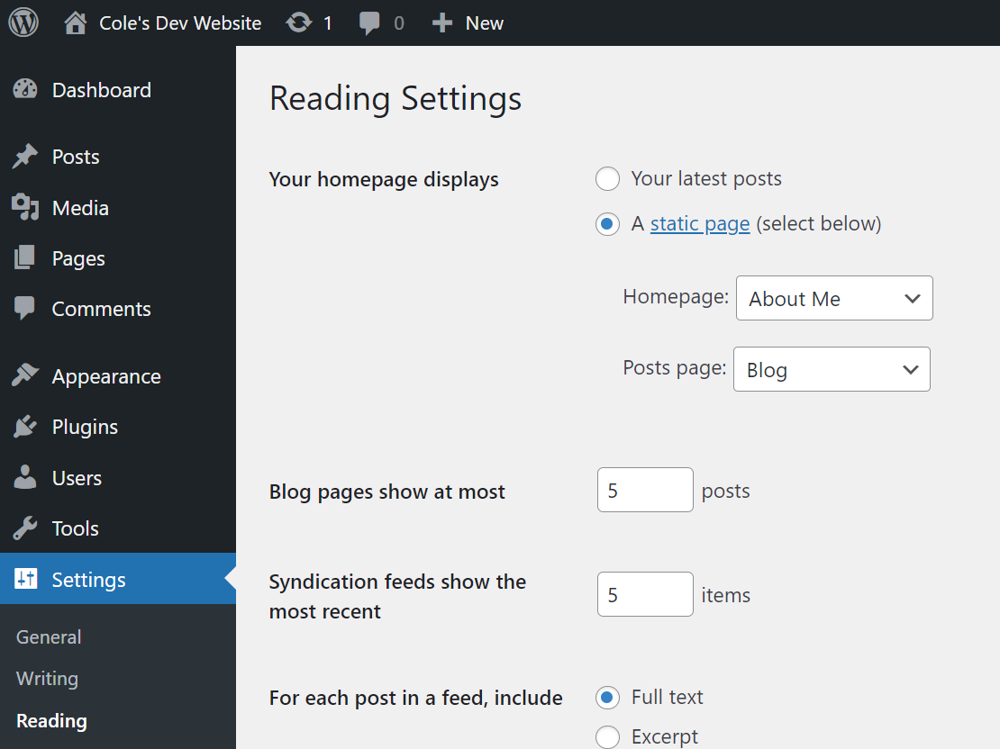 Cole's Dev Website 1 0 New
Dashboard
Posts
Media
Pages
Comments
Appearance
Plugins
Users
Tools
Settings
General
Writing
Reading
Reading Settings
Your homepage displays
Your latest posts
A static page (select below)
Homepage: About Me
Posts page: Blog
Blog pages show at most 5 posts
Syndication feeds show the
most recent 5 items
For each post in a feed, include
Full text
Excerpt